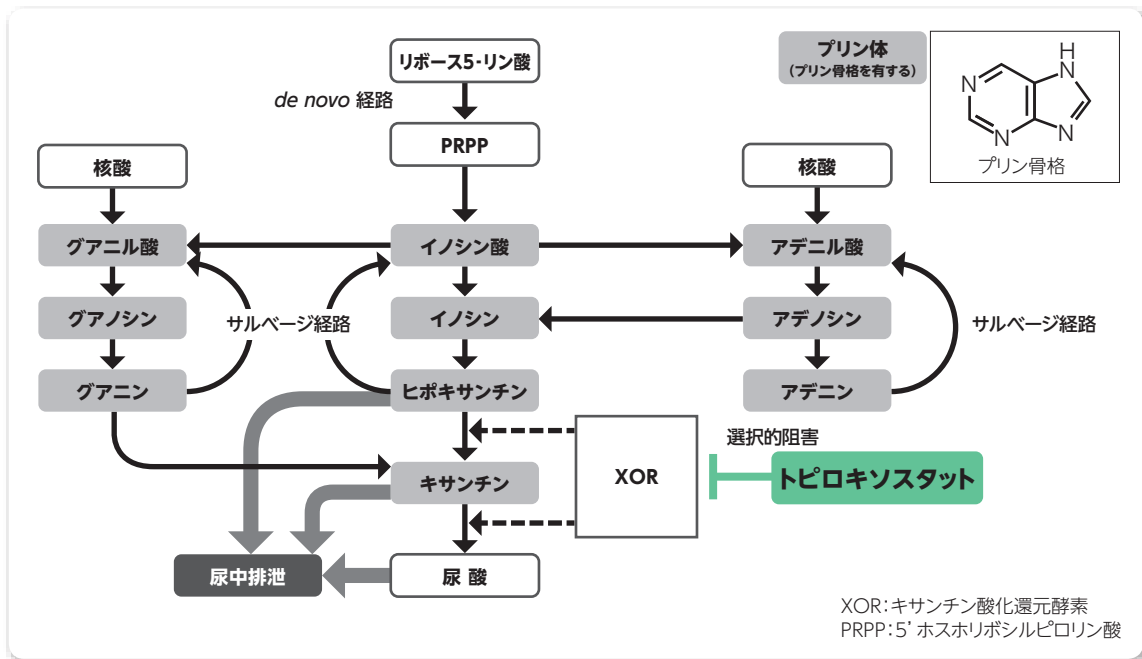 リボース5-リン酸
プリン体
(プリン骨格を有する)
H
N
N
N
N
プリン骨格
de novo 経路
PRPP
核酸
核酸
グアニル酸
イノシン酸
アデニル酸
グアノシン
サルベージ経路
イノシン
アデノシン
サルベージ経路
グアニン
ヒポキサンチン
アデニン
選択的阻害
XOR
トピロキソスタット
キサンチン
尿中排泄
尿 酸
XOR:キサンチン酸化還元酵素
PRPP:5’ホスホリボシルピロリン酸